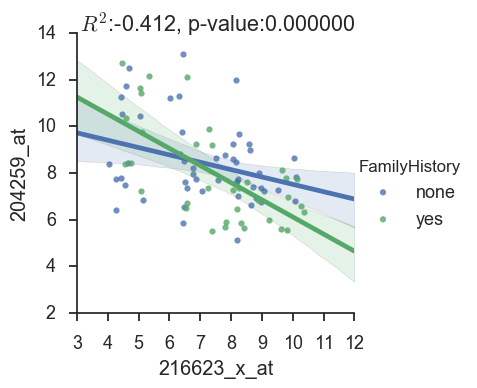 R²:-0.412, p-value:0.000000
14
12
10
8
6
4
2
204259_at
3 4 5 6 7 8 9 10 11 12
216623_x_at
FamilyHistory
none
yes